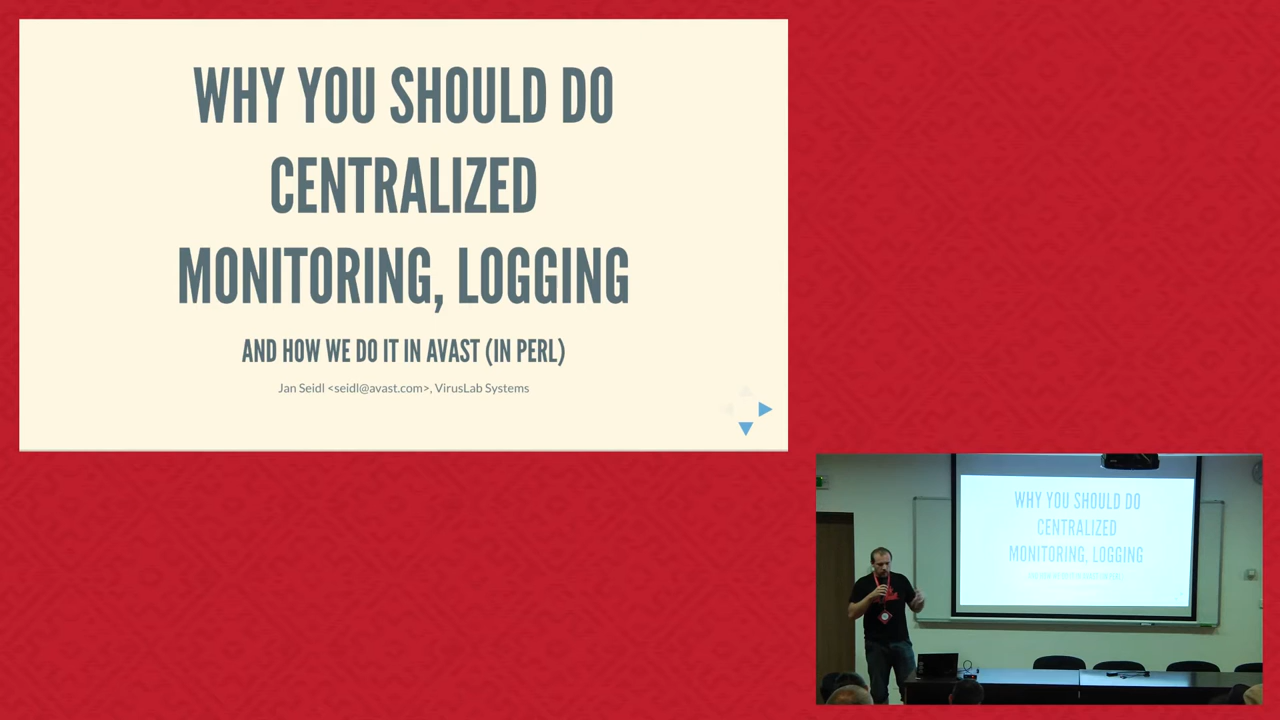 WHY YOU SHOULD DO
CENTRALIZED
MONITORING, LOGGING
AND HOW WE DO IT IN AVAST (IN PERL)
Jan Seidl <seidl@avast.com>, VirusLab Systems
WHY YOU SHOULD DO
CENTRALIZED
MONITORING, LOGGING